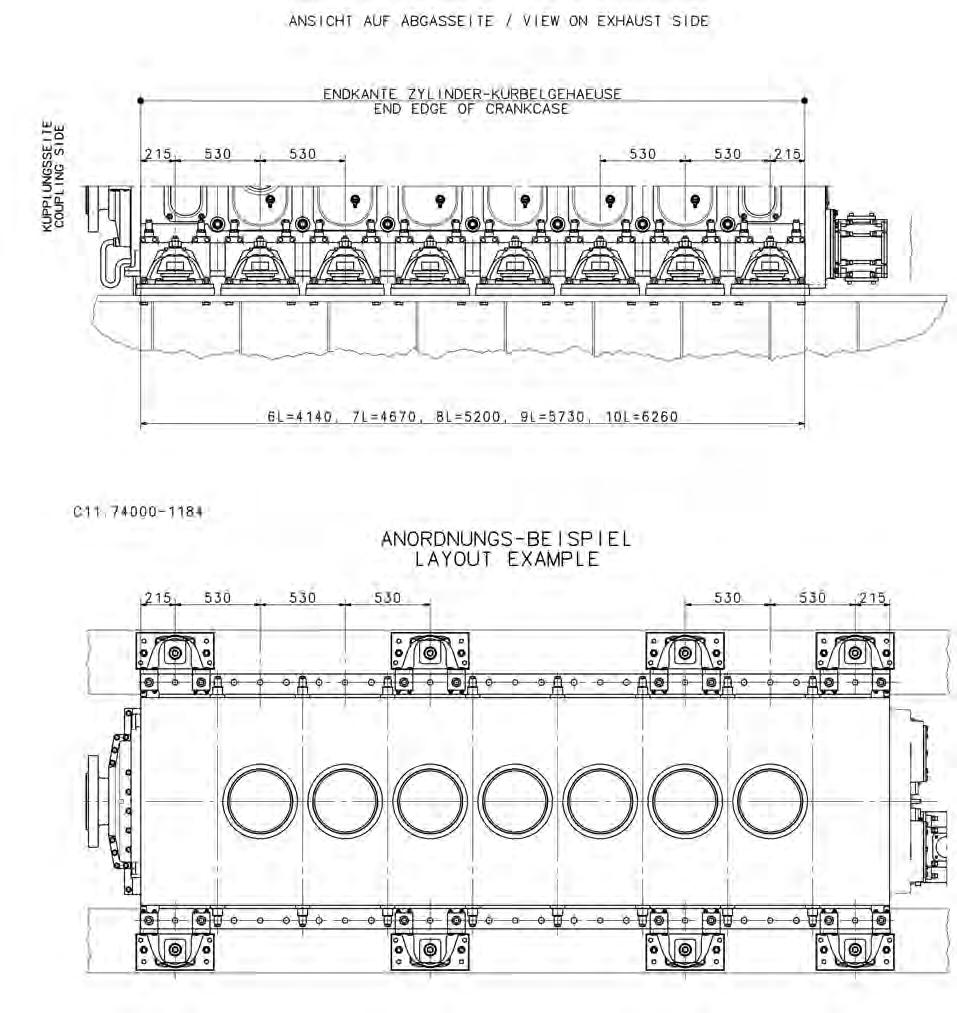 ANSICHT AUF ABGASSEITE / VIEW ON EXHAUST SIDE
ENDKANTE ZYLINDER-KURBELGEHAEUSE
END EDGE OF CRANKCASE
KUPPLUNGSSEITE
COUPLING SIDE
215 530 530 530 530 215
6L=4140, 7L=4670, 8L=5200, 9L=5730, 10L=6260
C11.74000-1184
ANORDNUNGS-BEISPIEL
LAYOUT EXAMPLE
215 530 530 530 530 530 215